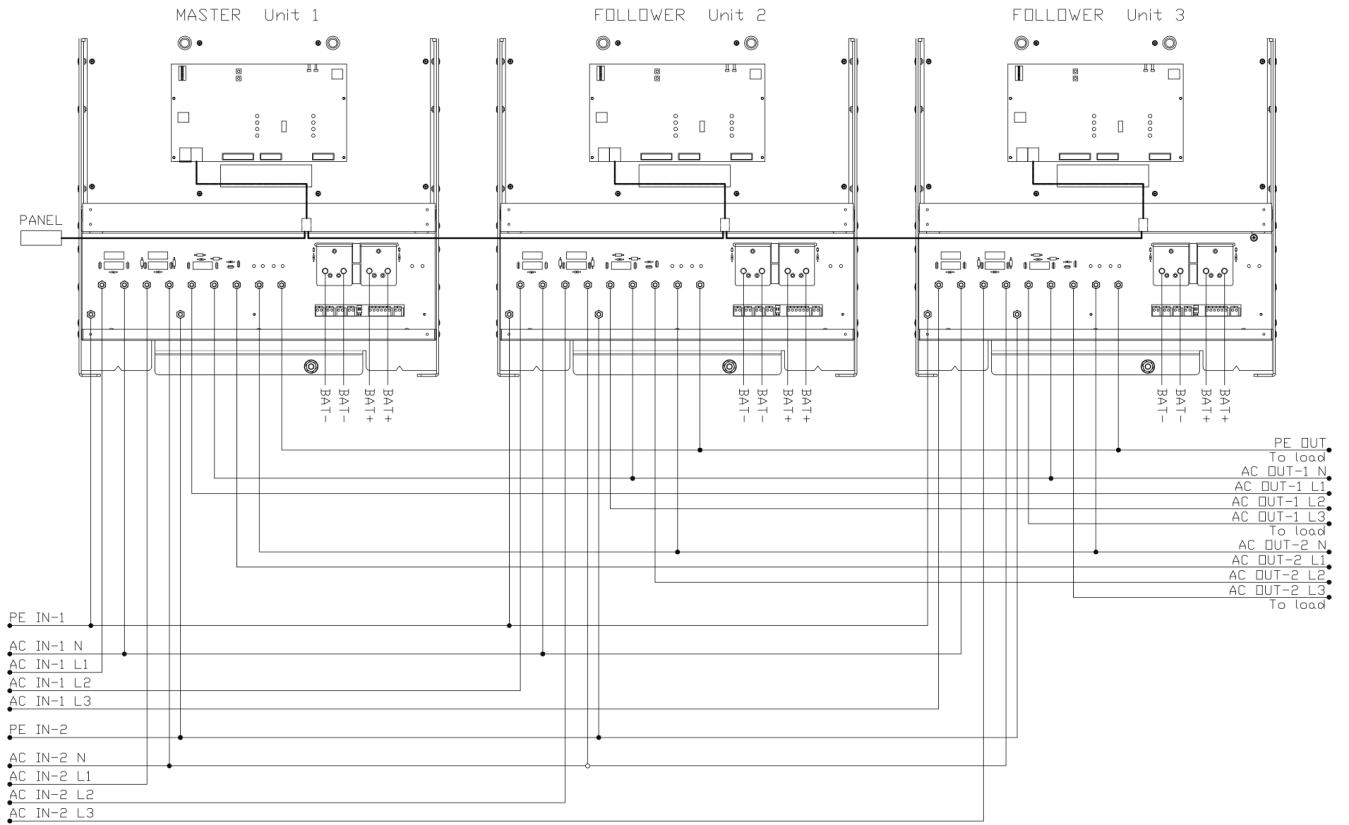 MASTER Unit 1
FOLLOWER Unit 2
FOLLOWER Unit 3
PANEL
BAT-
BAT-
BAT+
BAT+
BAT-
BAT-
BAT+
BAT+
BAT-
BAT-
BAT+
BAT+
PE OUT
To load
AC OUT-1 N
AC OUT-1 L1
AC OUT-1 L2
AC OUT-1 L3
To load
AC OUT-2 N
AC OUT-2 L1
AC OUT-2 L2
AC OUT-2 L3
To load
PE IN-1
AC IN-1 N
AC IN-1 L1
AC IN-1 L2
AC IN-1 L3
PE IN-2
AC IN-2 N
AC IN-2 L1
AC IN-2 L2
AC IN-2 L3